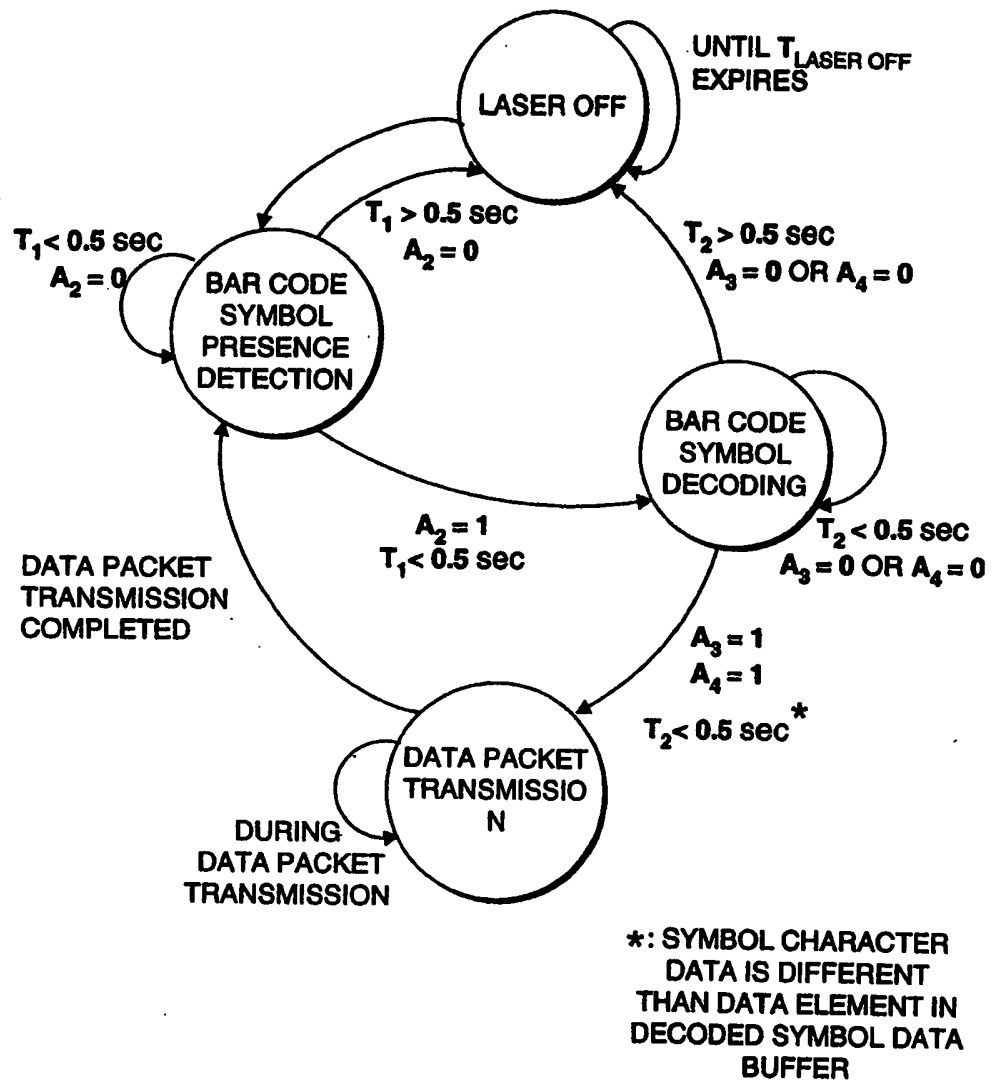 LASER OFF
UNTIL T_LASER OFF
EXPIRES
T₁ > 0.5 sec
A₂ = 0
T₁ < 0.5 sec
A₂ = 0
BAR CODE
SYMBOL
PRESENCE
DETECTION
T₂ > 0.5 sec
A₃ = 0 OR A₄ = 0
BAR CODE
SYMBOL
DECODING
T₂ < 0.5 sec
A₃ = 0 OR A₄ = 0
A₂ = 1
T₁ < 0.5 sec
DATA PACKET
TRANSMISSION
COMPLETED
A₃ = 1
A₄ = 1
T₂ < 0.5 sec*
DATA PACKET
TRANSMISSIO
N
DURING
DATA PACKET
TRANSMISSION
*: SYMBOL CHARACTER
DATA IS DIFFERENT
THAN DATA ELEMENT IN
DECODED SYMBOL DATA
BUFFER